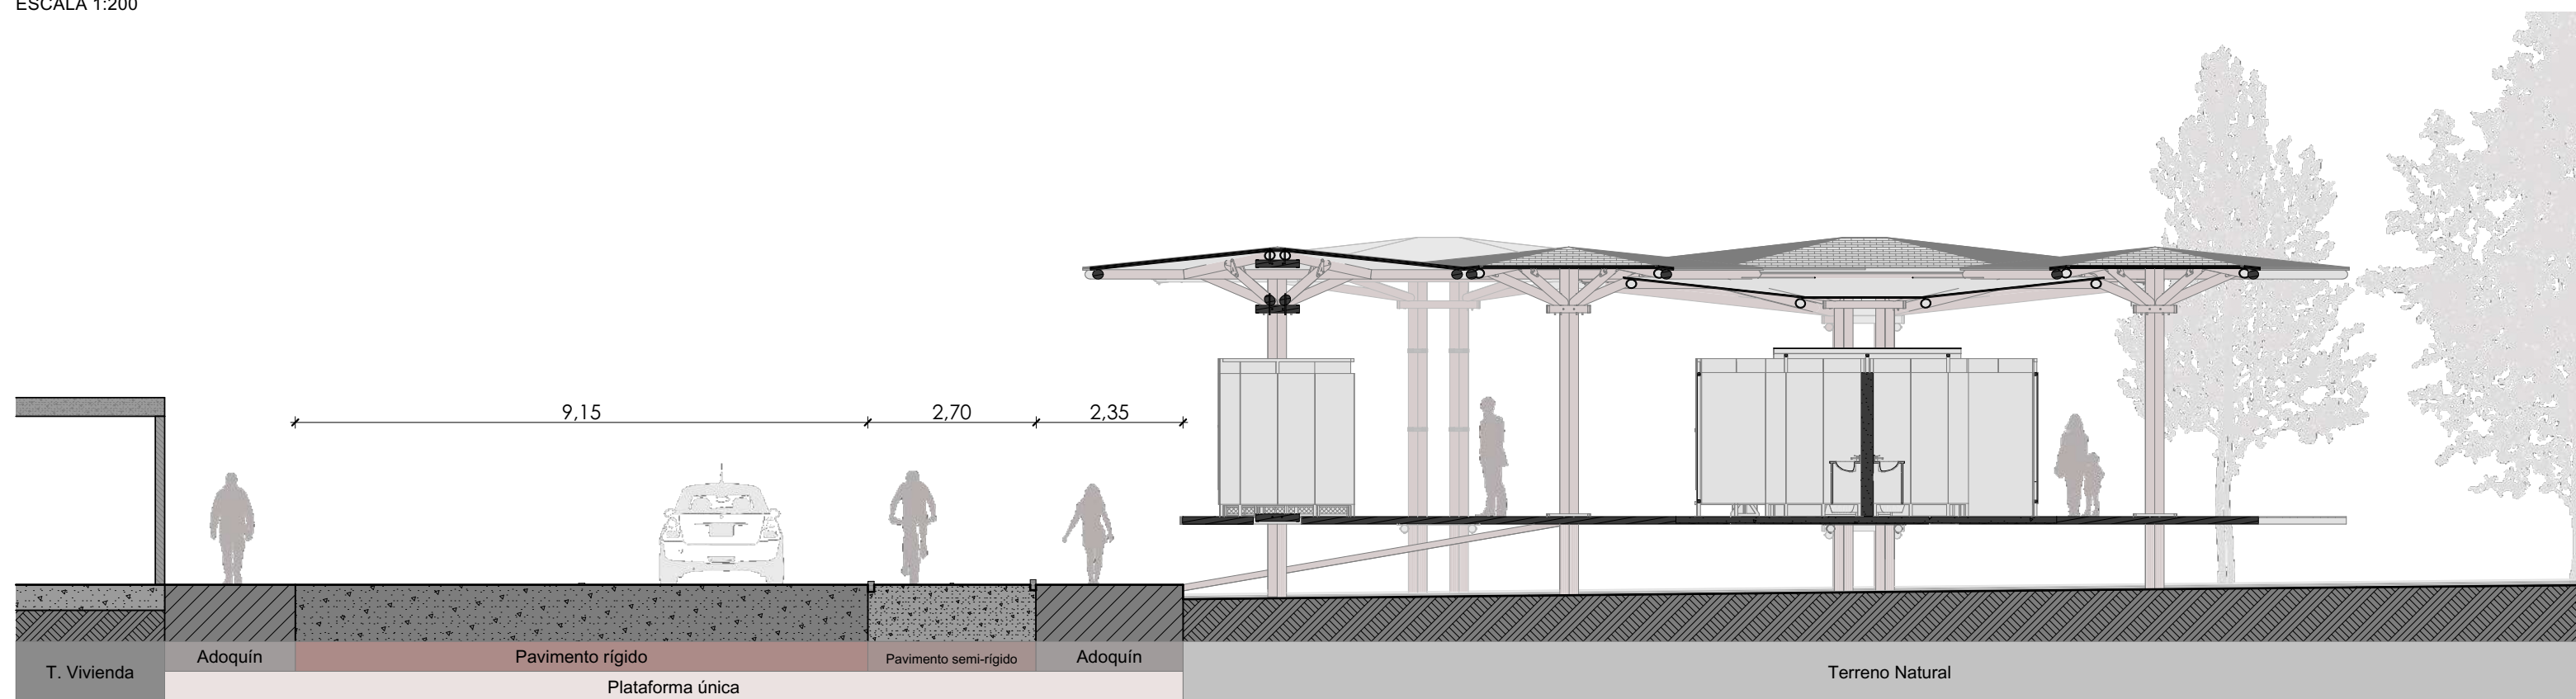 ESCALA 1:200
9,15
2,70
2,35
T. Vivienda
Adoquín
Pavimento rígido
Pavimento semi-rígido
Adoquín
Terreno Natural
Plataforma única